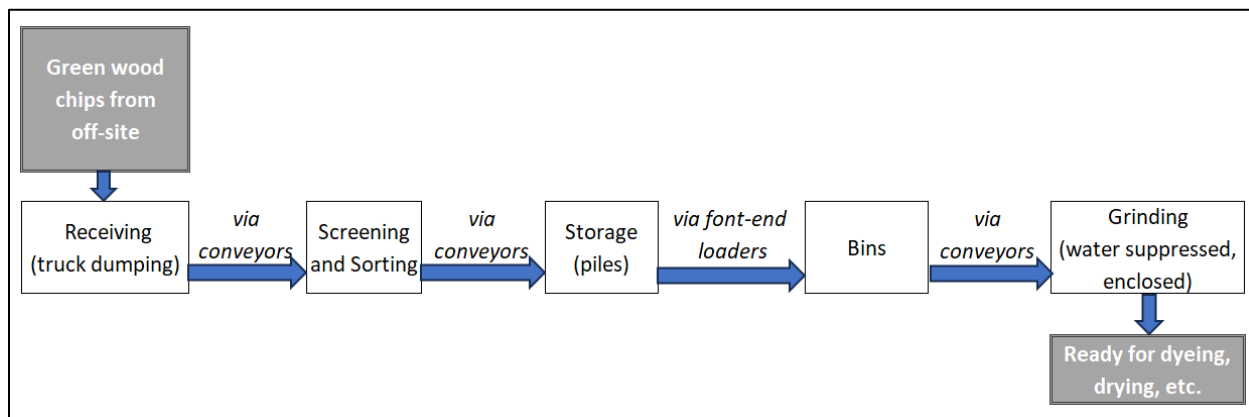 Green wood
chips from
off-site
Receiving
(truck dumping)
via
conveyors
Screening
and Sorting
via
conveyors
Storage
(piles)
via font-end
loaders
Bins
via
conveyors
Grinding
(water suppressed,
enclosed)
Ready for dyeing,
drying, etc.